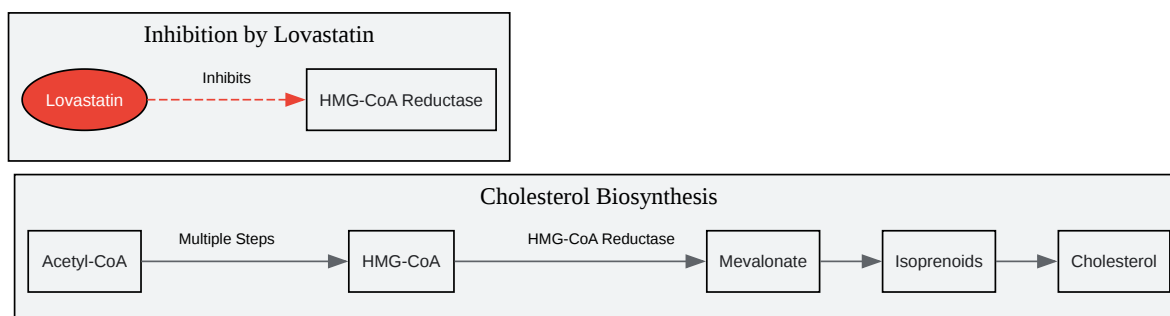 Inhibition by Lovastatin
Lovastatin
Inhibits
HMG-CoA Reductase
Cholesterol Biosynthesis
Acetyl-CoA
Multiple Steps
HMG-CoA
HMG-CoA Reductase
Mevalonate
Isoprenoids
Cholesterol